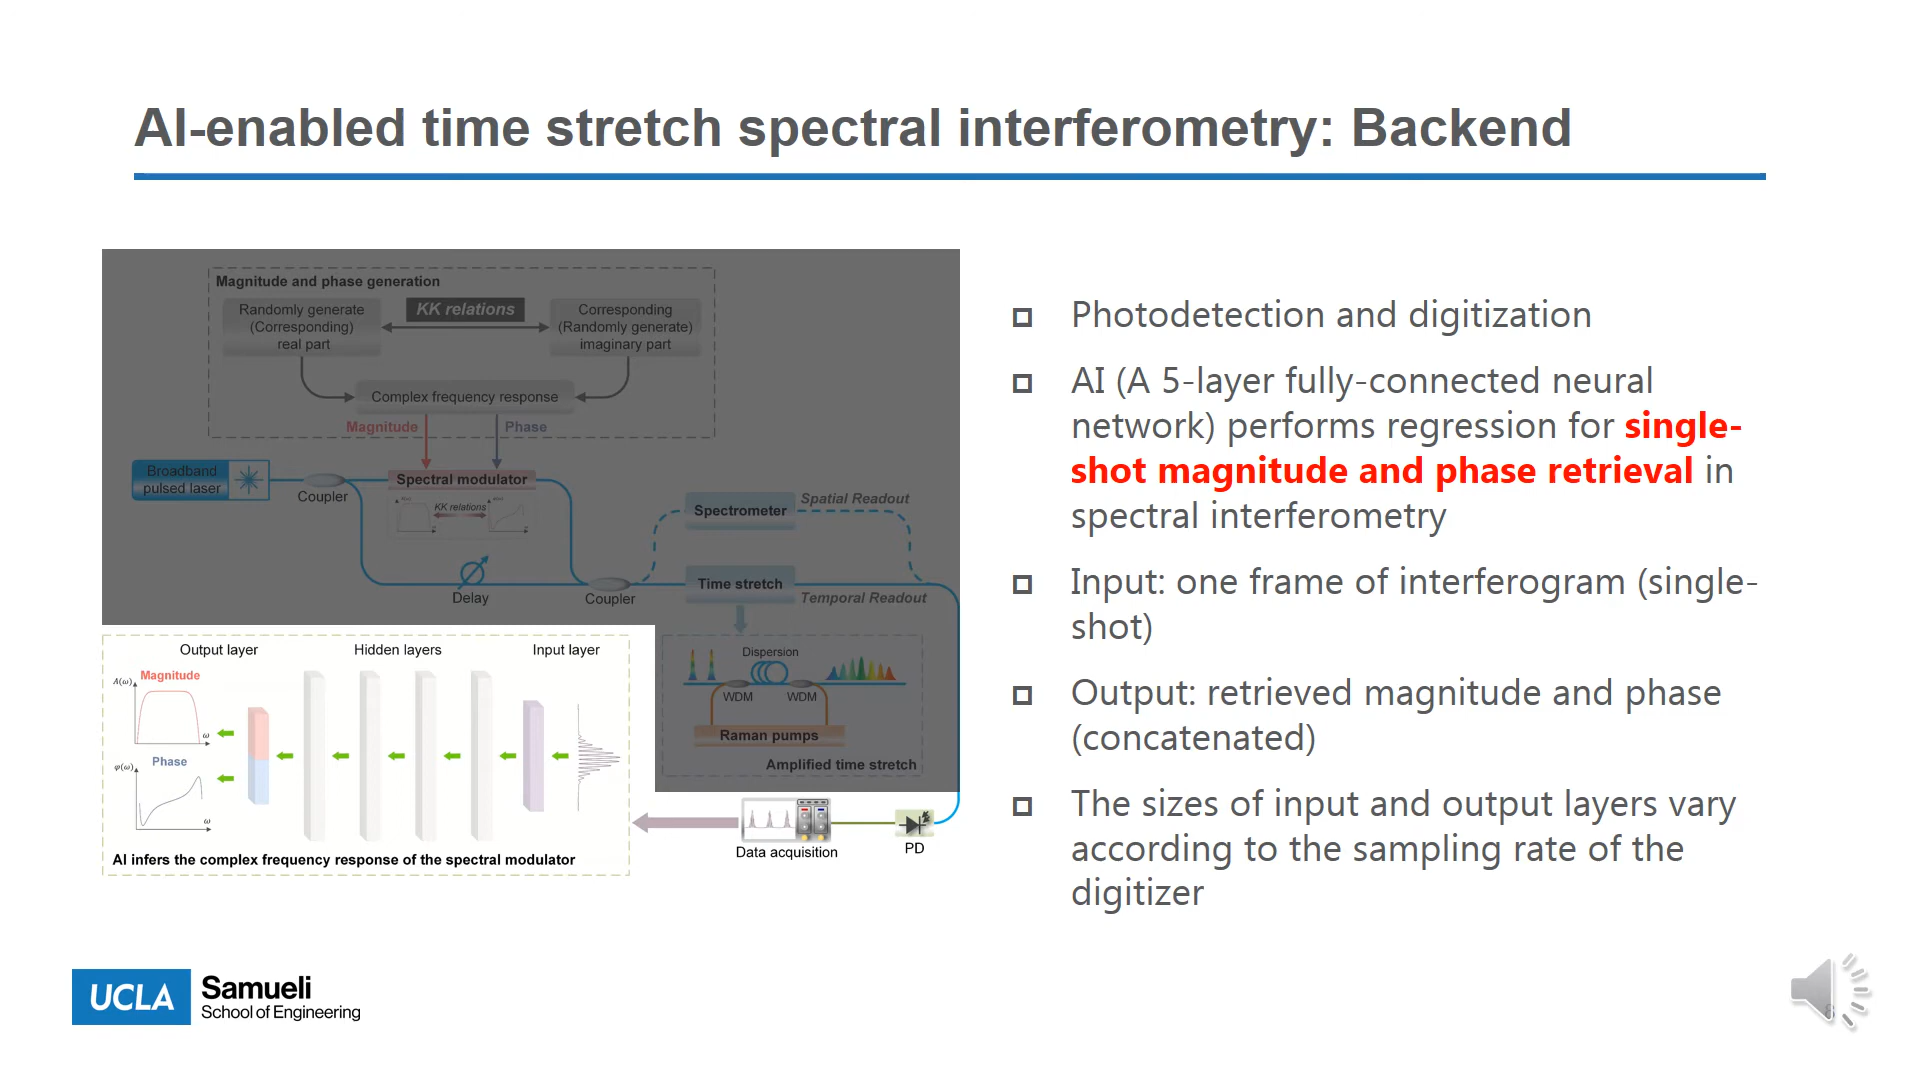 AI-enabled time stretch spectral interferometry: Backend
Magnitude and phase generation
Randomly generate
(Corresponding)
real part
KK relations
Corresponding
(Randomly generate)
imaginary part
Complex frequency response
Magnitude
Phase
Broadband
pulsed laser
Coupler
Spectral modulator
KK relations
Delay
Coupler
Spectrometer
Spatial Readout
Time stretch
Temporal Readout
Dispersion
WDM
WDM
Raman pumps
Amplified time stretch
Output layer
Hidden layers
Input layer
Magnitude
A(ω)
ω
Phase
φ(ω)
ω
AI infers the complex frequency response of the spectral modulator
Data acquisition
PD
Photodetection and digitization
AI (A 5-layer fully-connected neural
network) performs regression for single-
shot magnitude and phase retrieval in
spectral interferometry
Input: one frame of interferogram (single-
shot)
Output: retrieved magnitude and phase
(concatenated)
The sizes of input and output layers vary
according to the sampling rate of the
digitizer
UCLA
Samueli
School of Engineering
8